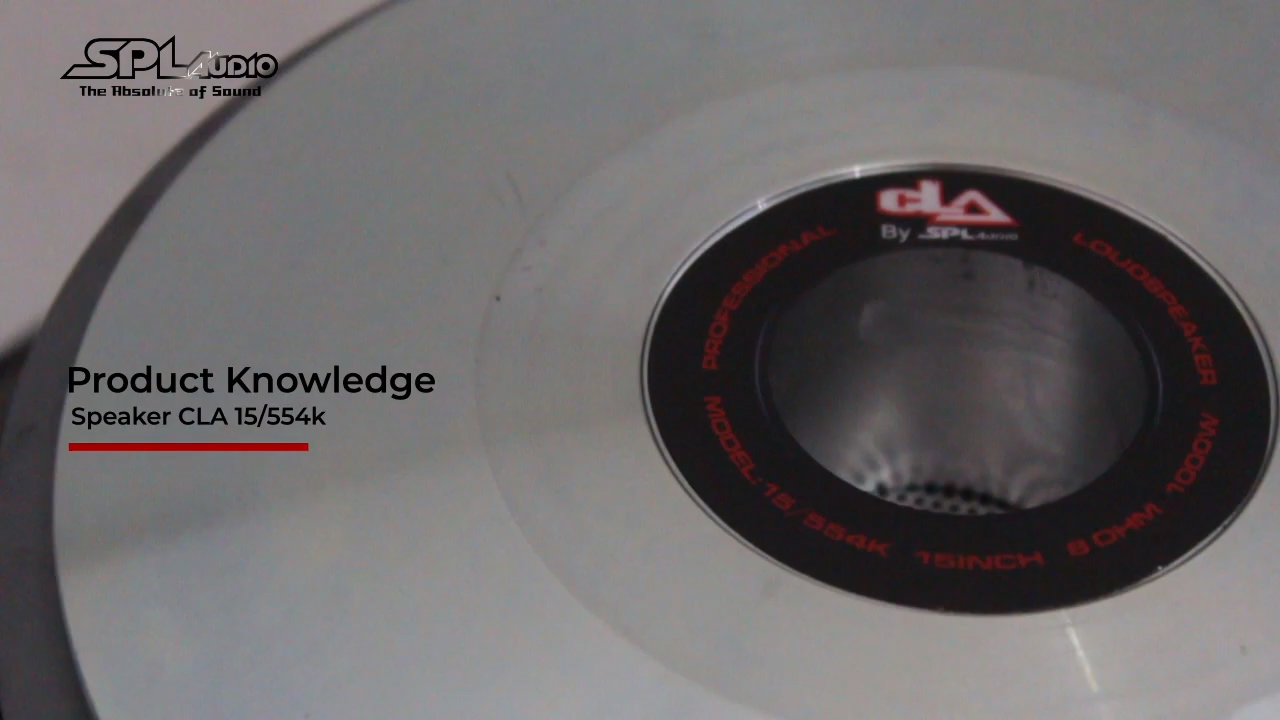 SPL AUDIO
The Absolute of Sound
Product Knowledge
Speaker CLA 15/554k
CLA
By SPL AUDIO
PROFESSIONAL LOUDSPEAKER
MODEL: 15/554K 15INCH 8 OHM 1000W